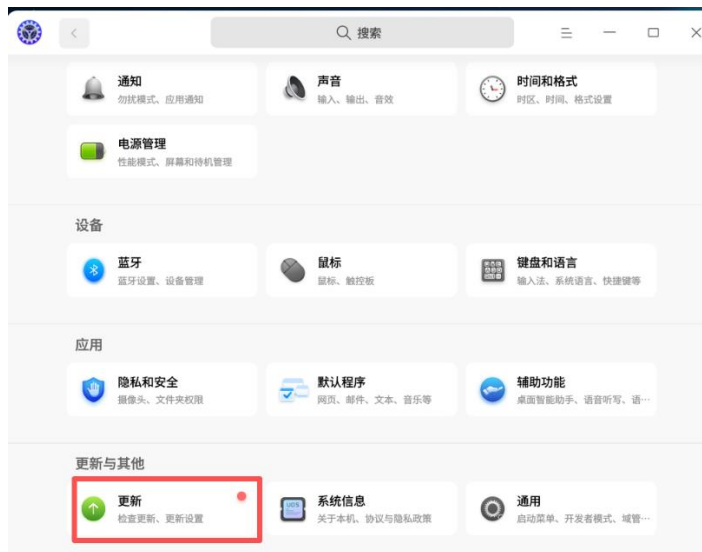 搜索
通知
勿扰模式、应用通知
声音
输入、输出、音效
时间和格式
时区、时间、格式设置
电源管理
性能模式、屏幕和待机管理
设备
蓝牙
蓝牙设置、设备管理
鼠标
鼠标、触控板
键盘和语言
输入法、系统语言、快捷键等
应用
隐私和安全
摄像头、文件夹权限
默认程序
网页、邮件、文本、音乐等
辅助功能
桌面智能助手、语音听写、语…
更新与其他
更新
检查更新、更新设置
UOS
系统信息
关于本机、协议与隐私政策
通用
启动菜单、开发者模式、域管…